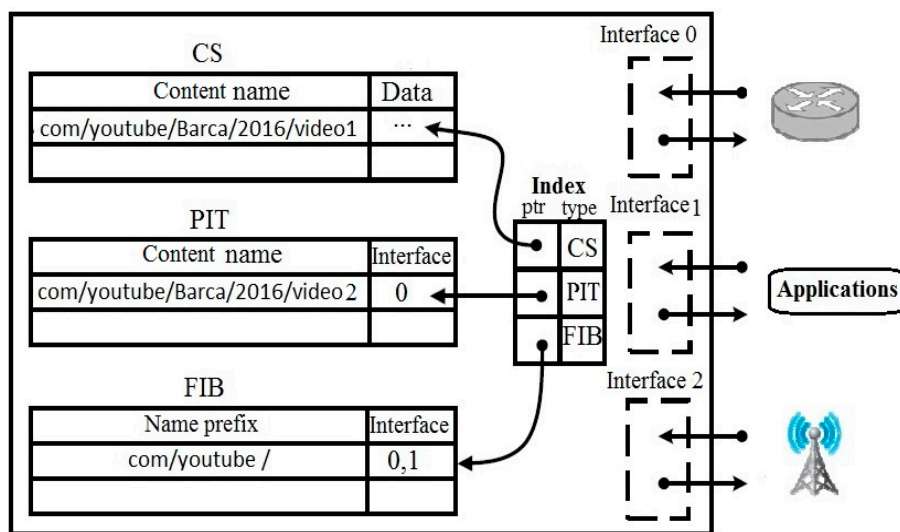 CS
Content name Data
com/youtube/Barca/2016/video1 ...
PIT
Content name Interface
com/youtube/Barca/2016/video2 0
FIB
Name prefix Interface
com/youtube / 0,1
Index
ptr type
CS
PIT
FIB
Interface 0
Interface 1
Applications
Interface 2